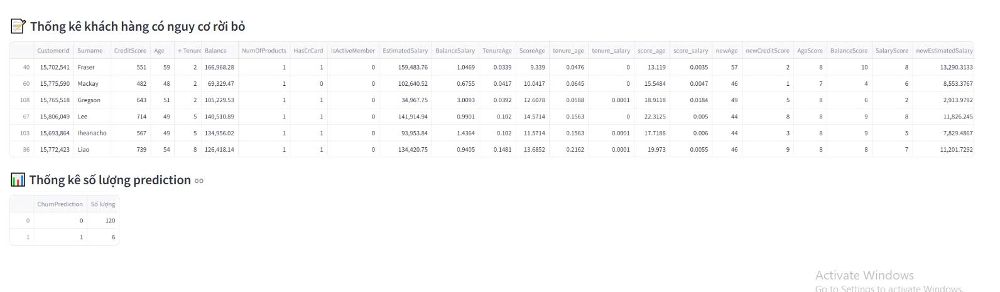 Thống kê khách hàng có nguy cơ rời bỏ
CustomerId Surname CreditScore Age ↑ Tenure Balance NumOfProducts HasCrCard IsActiveMember EstimatedSalary BalanceSalary TenureAge ScoreAge tenure_age tenure_salary score_age score_salary newAge newCreditScore AgeScore BalanceScore SalaryScore newEstimatedSalary
40 15,702,541 Fraser 551 59 2 166,968.28 1 1 0 159,483.76 1.0469 0.0339 9.339 0.0476 0 13.119 0.0035 57 2 8 10 8 13,290.3133
60 15,775,590 Mackay 482 48 2 69,329.47 1 0 0 102,640.52 0.6755 0.0417 10.0417 0.0645 0 15.5484 0.0047 46 1 7 4 6 8,553.3767
108 15,765,518 Gregson 643 51 2 105,229.53 1 1 0 34,967.75 3.0093 0.0392 12.6078 0.0588 0.0001 18.9118 0.0184 49 5 8 6 2 2,913.9792
67 15,806,049 Lee 714 49 5 140,510.89 1 1 0 141,914.94 0.9901 0.102 14.5714 0.1563 0 22.3125 0.005 44 8 8 9 8 11,826.245
103 15,693,864 Iheanacho 567 49 5 134,956.02 1 1 0 93,953.84 1.4364 0.102 11.5714 0.1563 0.0001 17.7188 0.006 44 3 8 9 5 7,829.4867
86 15,772,423 Liao 739 54 8 126,418.14 1 1 0 134,420.75 0.9405 0.1481 13.6852 0.2162 0.0001 19.973 0.0055 46 9 8 8 7 11,201.7292
Thống kê số lượng prediction
ChurnPrediction Số lượng
0 0 120
1 1 6
Activate Windows
Go to Settings to activate Windows.